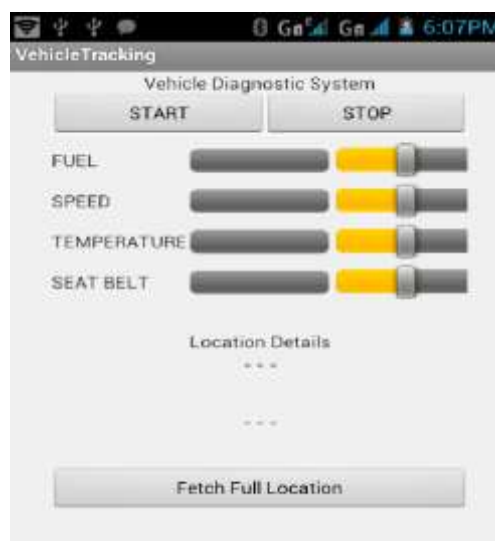 6:07PM
VehicleTracking
Vehicle Diagnostic System
START STOP
FUEL
SPEED
TEMPERATURE
SEAT BELT
Location Details
- - -
- - -
Fetch Full Location